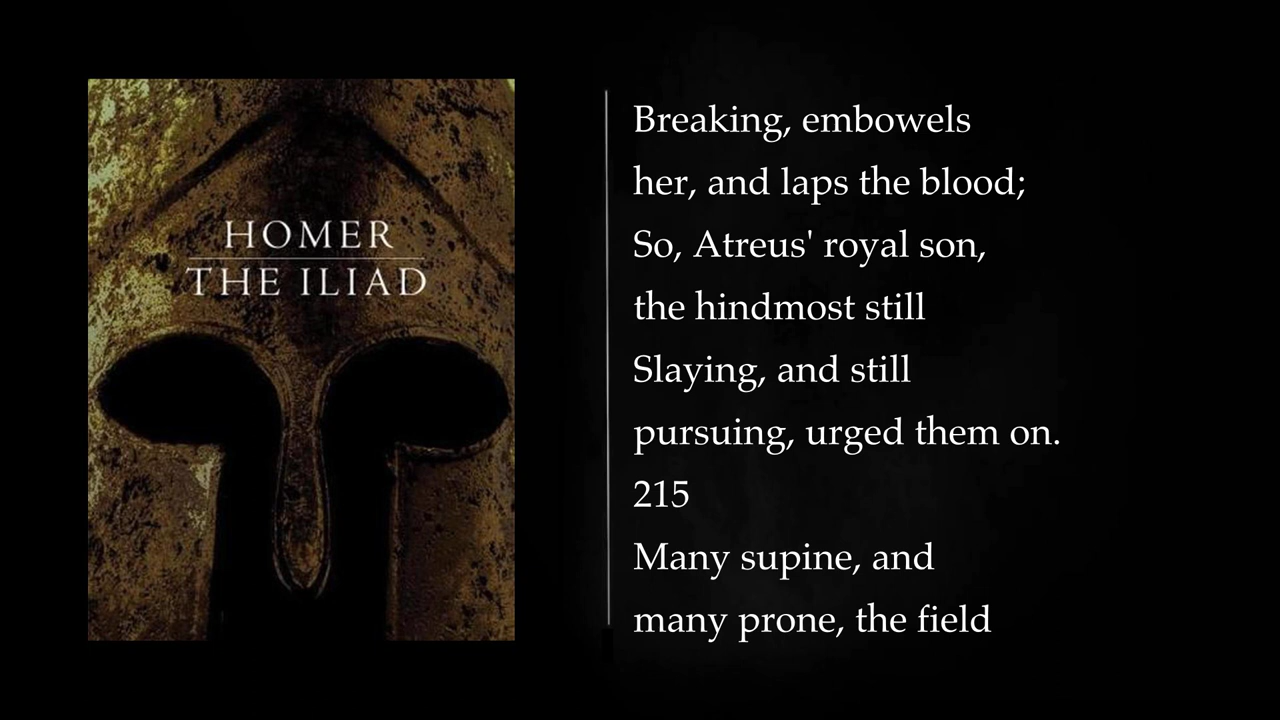 HOMER
THE ILIAD
Breaking, embowels
her, and laps the blood;
So, Atreus' royal son,
the hindmost still
Slaying, and still
pursuing, urged them on.
215
Many supine, and
many prone, the field